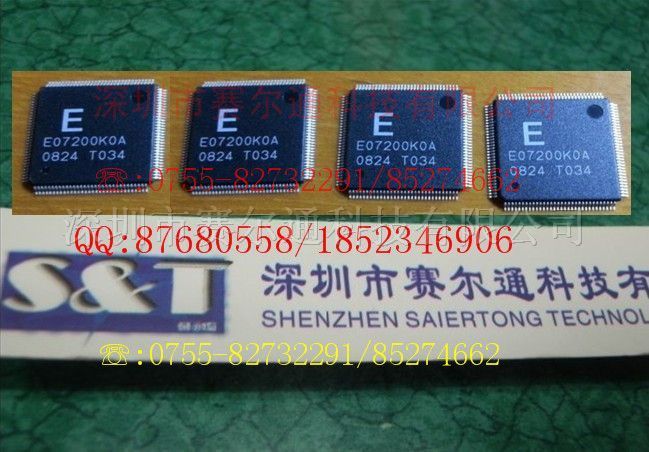 深圳市赛尔通科技有限公司
E E E E
E07200K0A E07200K0A E07200K0A E07200K0A
0824 T034 0824 T034 0824 T034 0824 T034
☏:0755-82732291/85274662
深圳市赛尔通科技有限公司
QQ:87680558/1852346906
S&T
赛尔通
深圳市赛尔通科技有
SHENZHEN SAIERTONG TECHNOL
☏:0755-82732291/85274662